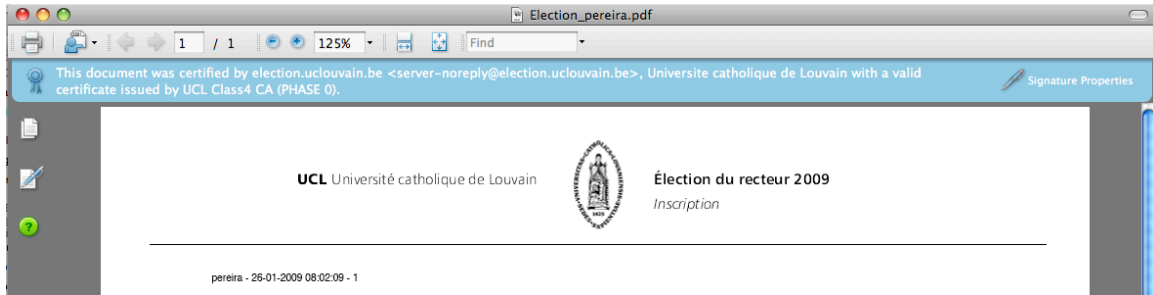 Election_pereira.pdf
1 / 1 125% Find
This document was certified by election.uclouvain.be <server-noreply@election.uclouvain.be>, Universite catholique de Louvain with a valid
certificate issued by UCL Class4 CA (PHASE 0).
Signature Properties
UCL Université catholique de Louvain
Élection du recteur 2009
Inscription
pereira - 26-01-2009 08:02:09 - 1